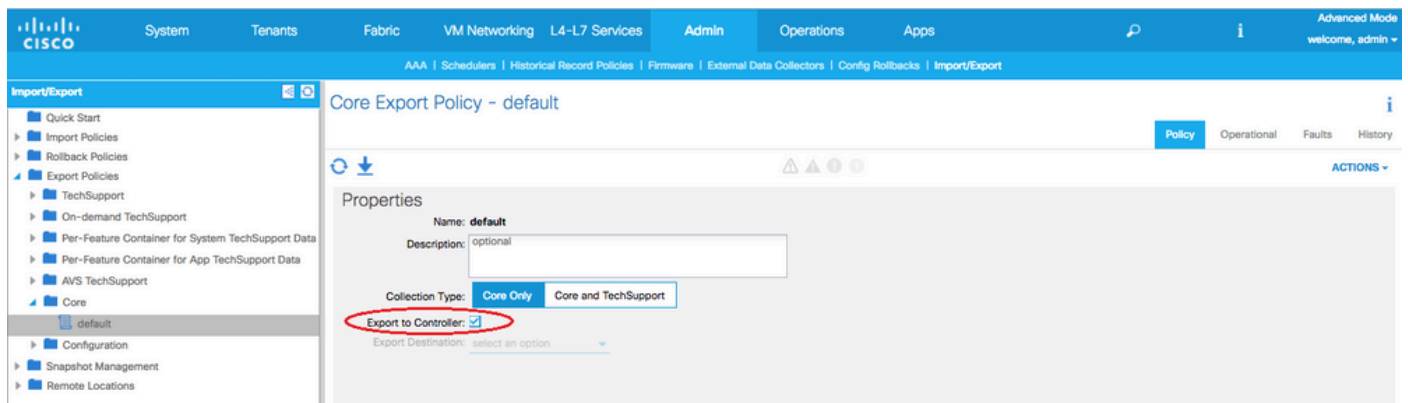 Advanced Mode
CISCO System Tenants Fabric VM Networking L4-L7 Services Admin Operations Apps i welcome, admin
AAA | Schedulers | Historical Record Policies | Firmware | External Data Collectors | Config Rollbacks | Import/Export
Import/Export
Quick Start
Import Policies
Rollback Policies
Export Policies
TechSupport
On-demand TechSupport
Per-Feature Container for System TechSupport Data
Per-Feature Container for App TechSupport Data
AVS TechSupport
Core
default
Configuration
Snapshot Management
Remote Locations
Core Export Policy - default i
Policy Operational Faults History
ACTIONS
Properties
Name: default
Description: optional
Collection Type: Core Only Core and TechSupport
Export to Controller:
Export Destination: select an option